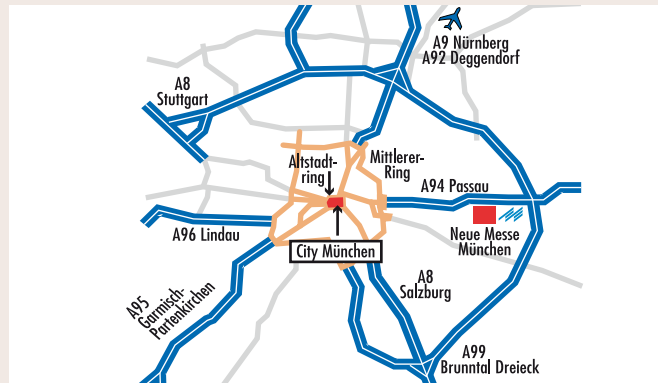 A9 Nürnberg
A92 Deggendorf
A8
Stuttgart
Altstadt-
ring
Mittlerer-
Ring
A94 Passau
A96 Lindau
City München
Neue Messe
München
A8
Salzburg
A95
Garmisch-
Partenkirchen
A99
Brunntal Dreieck